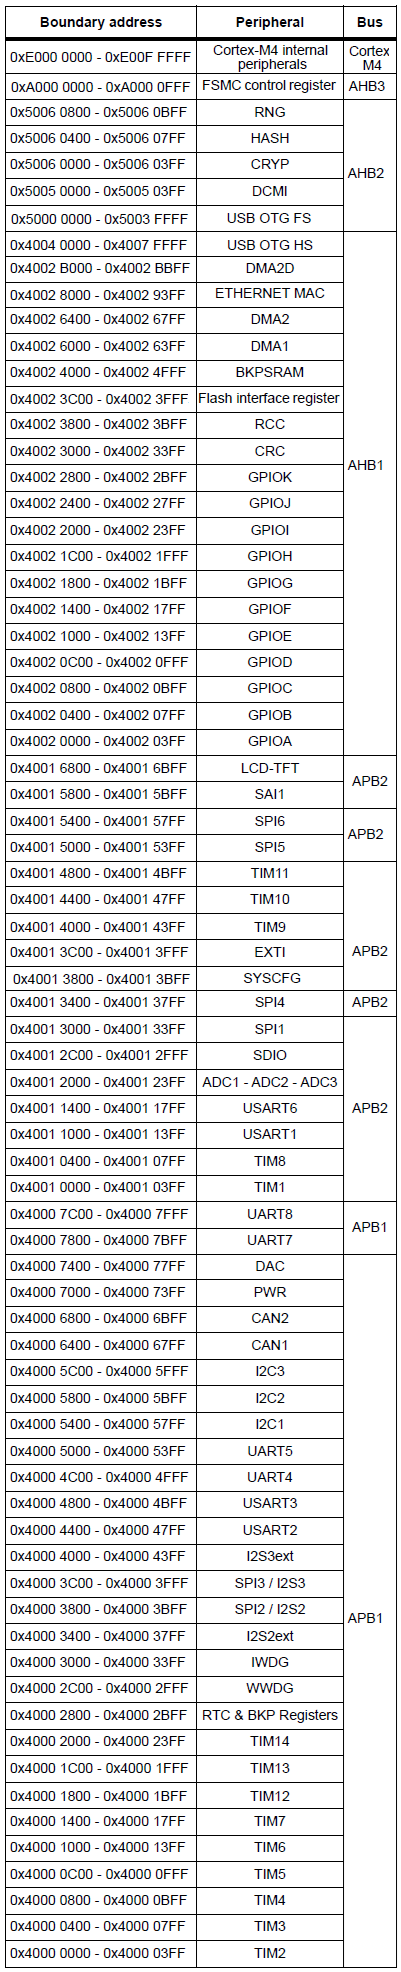 Boundary address Peripheral Bus
0xE000 0000 - 0xE00F FFFF Cortex-M4 internal peripherals Cortex M4
0xA000 0000 - 0xA000 0FFF FSMC control register AHB3
0x5006 0800 - 0x5006 0BFF RNG
0x5006 0400 - 0x5006 07FF HASH
0x5006 0000 - 0x5006 03FF CRYP
AHB2
0x5005 0000 - 0x5005 03FF DCMI
0x5000 0000 - 0x5003 FFFF USB OTG FS
0x4004 0000 - 0x4007 FFFF USB OTG HS
0x4002 B000 - 0x4002 BBFF DMA2D
0x4002 8000 - 0x4002 93FF ETHERNET MAC
0x4002 6400 - 0x4002 67FF DMA2
0x4002 6000 - 0x4002 63FF DMA1
0x4002 4000 - 0x4002 4FFF BKPSRAM
0x4002 3C00 - 0x4002 3FFF Flash interface register
0x4002 3800 - 0x4002 3BFF RCC
0x4002 3000 - 0x4002 33FF CRC
AHB1
0x4002 2800 - 0x4002 2BFF GPIOK
0x4002 2400 - 0x4002 27FF GPIOJ
0x4002 2000 - 0x4002 23FF GPIOI
0x4002 1C00 - 0x4002 1FFF GPIOH
0x4002 1800 - 0x4002 1BFF GPIOG
0x4002 1400 - 0x4002 17FF GPIOF
0x4002 1000 - 0x4002 13FF GPIOE
0x4002 0C00 - 0x4002 0FFF GPIOD
0x4002 0800 - 0x4002 0BFF GPIOC
0x4002 0400 - 0x4002 07FF GPIOB
0x4002 0000 - 0x4002 03FF GPIOA
0x4001 6800 - 0x4001 6BFF LCD-TFT
APB2
0x4001 5800 - 0x4001 5BFF SAI1
0x4001 5400 - 0x4001 57FF SPI6
APB2
0x4001 5000 - 0x4001 53FF SPI5
0x4001 4800 - 0x4001 4BFF TIM11
0x4001 4400 - 0x4001 47FF TIM10
0x4001 4000 - 0x4001 43FF TIM9
0x4001 3C00 - 0x4001 3FFF EXTI APB2
0x4001 3800 - 0x4001 3BFF SYSCFG
0x4001 3400 - 0x4001 37FF SPI4 APB2
0x4001 3000 - 0x4001 33FF SPI1
0x4001 2C00 - 0x4001 2FFF SDIO
0x4001 2000 - 0x4001 23FF ADC1 - ADC2 - ADC3
0x4001 1400 - 0x4001 17FF USART6 APB2
0x4001 1000 - 0x4001 13FF USART1
0x4001 0400 - 0x4001 07FF TIM8
0x4001 0000 - 0x4001 03FF TIM1
0x4000 7C00 - 0x4000 7FFF UART8
APB1
0x4000 7800 - 0x4000 7BFF UART7
0x4000 7400 - 0x4000 77FF DAC
0x4000 7000 - 0x4000 73FF PWR
0x4000 6800 - 0x4000 6BFF CAN2
0x4000 6400 - 0x4000 67FF CAN1
0x4000 5C00 - 0x4000 5FFF I2C3
0x4000 5800 - 0x4000 5BFF I2C2
0x4000 5400 - 0x4000 57FF I2C1
0x4000 5000 - 0x4000 53FF UART5
0x4000 4C00 - 0x4000 4FFF UART4
0x4000 4800 - 0x4000 4BFF USART3
0x4000 4400 - 0x4000 47FF USART2
0x4000 4000 - 0x4000 43FF I2S3ext
0x4000 3C00 - 0x4000 3FFF SPI3 / I2S3
0x4000 3800 - 0x4000 3BFF SPI2 / I2S2
APB1
0x4000 3400 - 0x4000 37FF I2S2ext
0x4000 3000 - 0x4000 33FF IWDG
0x4000 2C00 - 0x4000 2FFF WWDG
0x4000 2800 - 0x4000 2BFF RTC & BKP Registers
0x4000 2000 - 0x4000 23FF TIM14
0x4000 1C00 - 0x4000 1FFF TIM13
0x4000 1800 - 0x4000 1BFF TIM12
0x4000 1400 - 0x4000 17FF TIM7
0x4000 1000 - 0x4000 13FF TIM6
0x4000 0C00 - 0x4000 0FFF TIM5
0x4000 0800 - 0x4000 0BFF TIM4
0x4000 0400 - 0x4000 07FF TIM3
0x4000 0000 - 0x4000 03FF TIM2